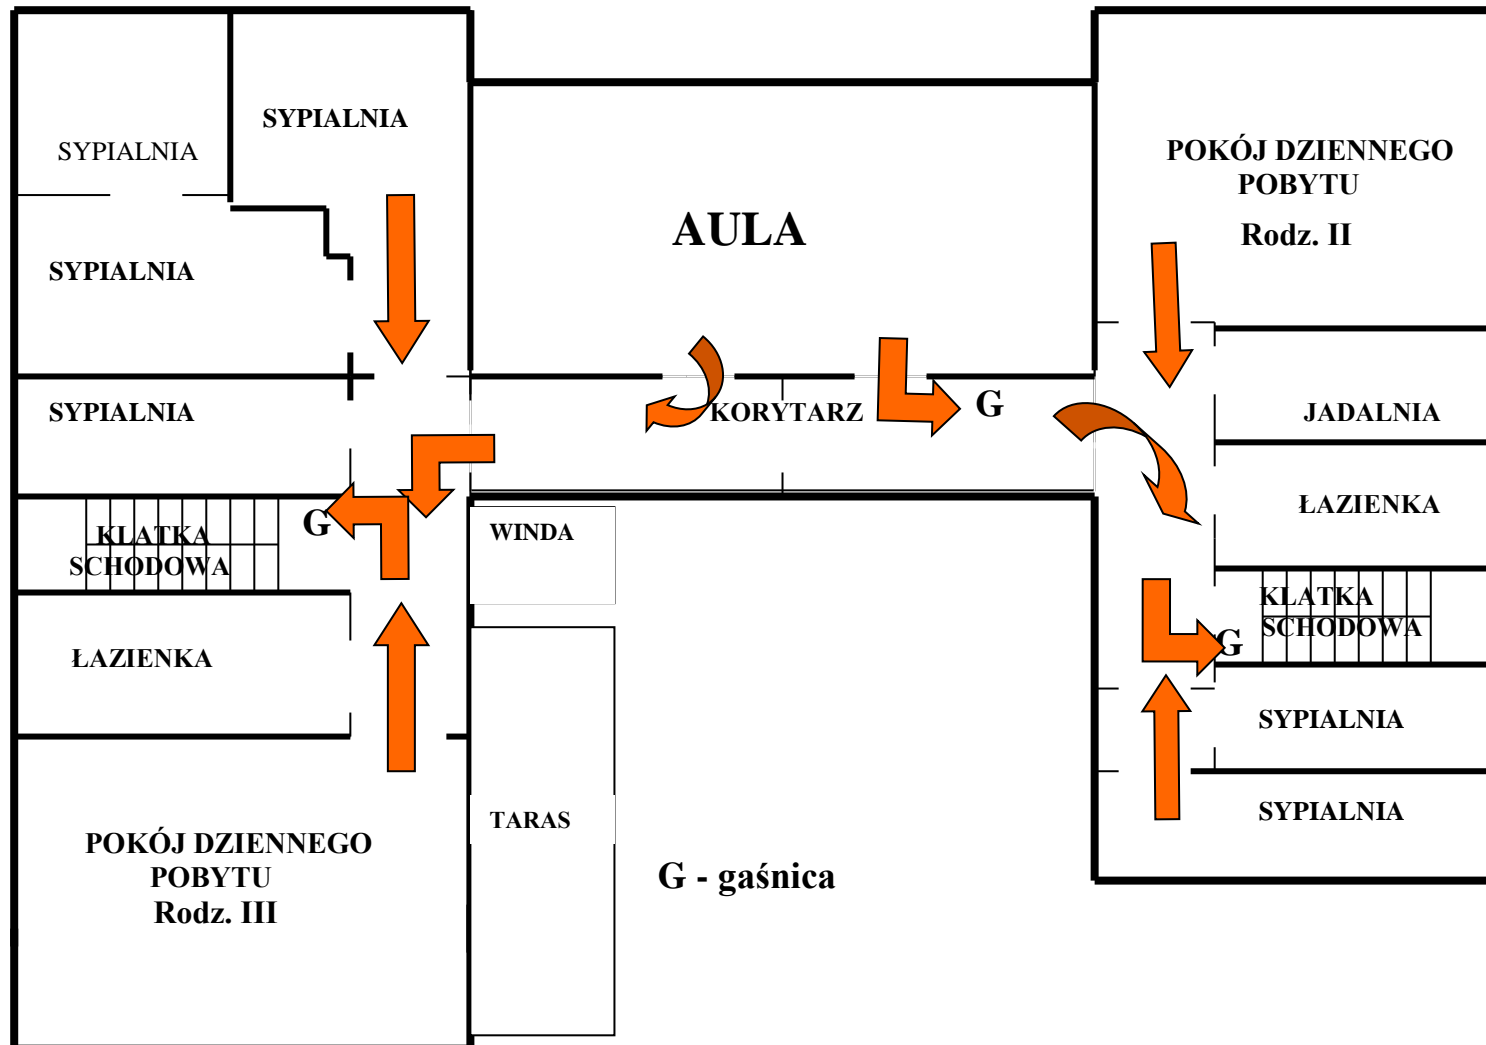 SYPIALNIA
SYPIALNIA
SYPIALNIA
SYPIALNIA
AULA
POKÓJ DZIENNEGO
POBYTU
Rodz. II
KORYTARZ
G
JADALNIA
ŁAZIENKA
G
KLATKA
SCHODOWA
WINDA
KLATKA
SCHODOWA
G
ŁAZIENKA
SYPIALNIA
SYPIALNIA
TARAS
POKÓJ DZIENNEGO
POBYTU
Rodz. III
G - gaśnica